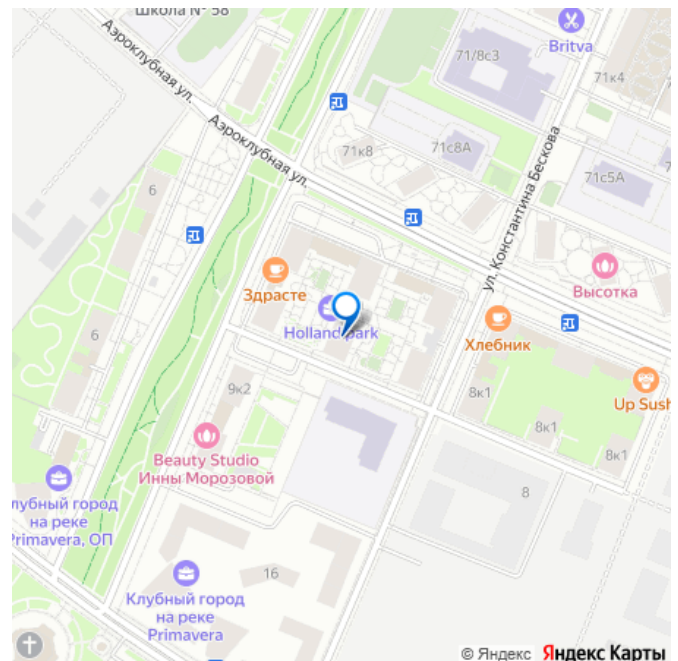 Школа № 58
Britva
71/8с3
71к4
Аэроклубная ул.
Аэроклубная ул.
71к8
71с8А
71с5А
ул. Константина Бескова
6
Высотка
Здрасте
Holland park
Хлебник
6
9к2
8к1
Up Sush
8к1
8к1
Beauty Studio
Инны Морозовой
лубный город
на реке
Primavera, ОП
8
16
Клубный город
на реке
Primavera
© Яндекс Яндекс Карты